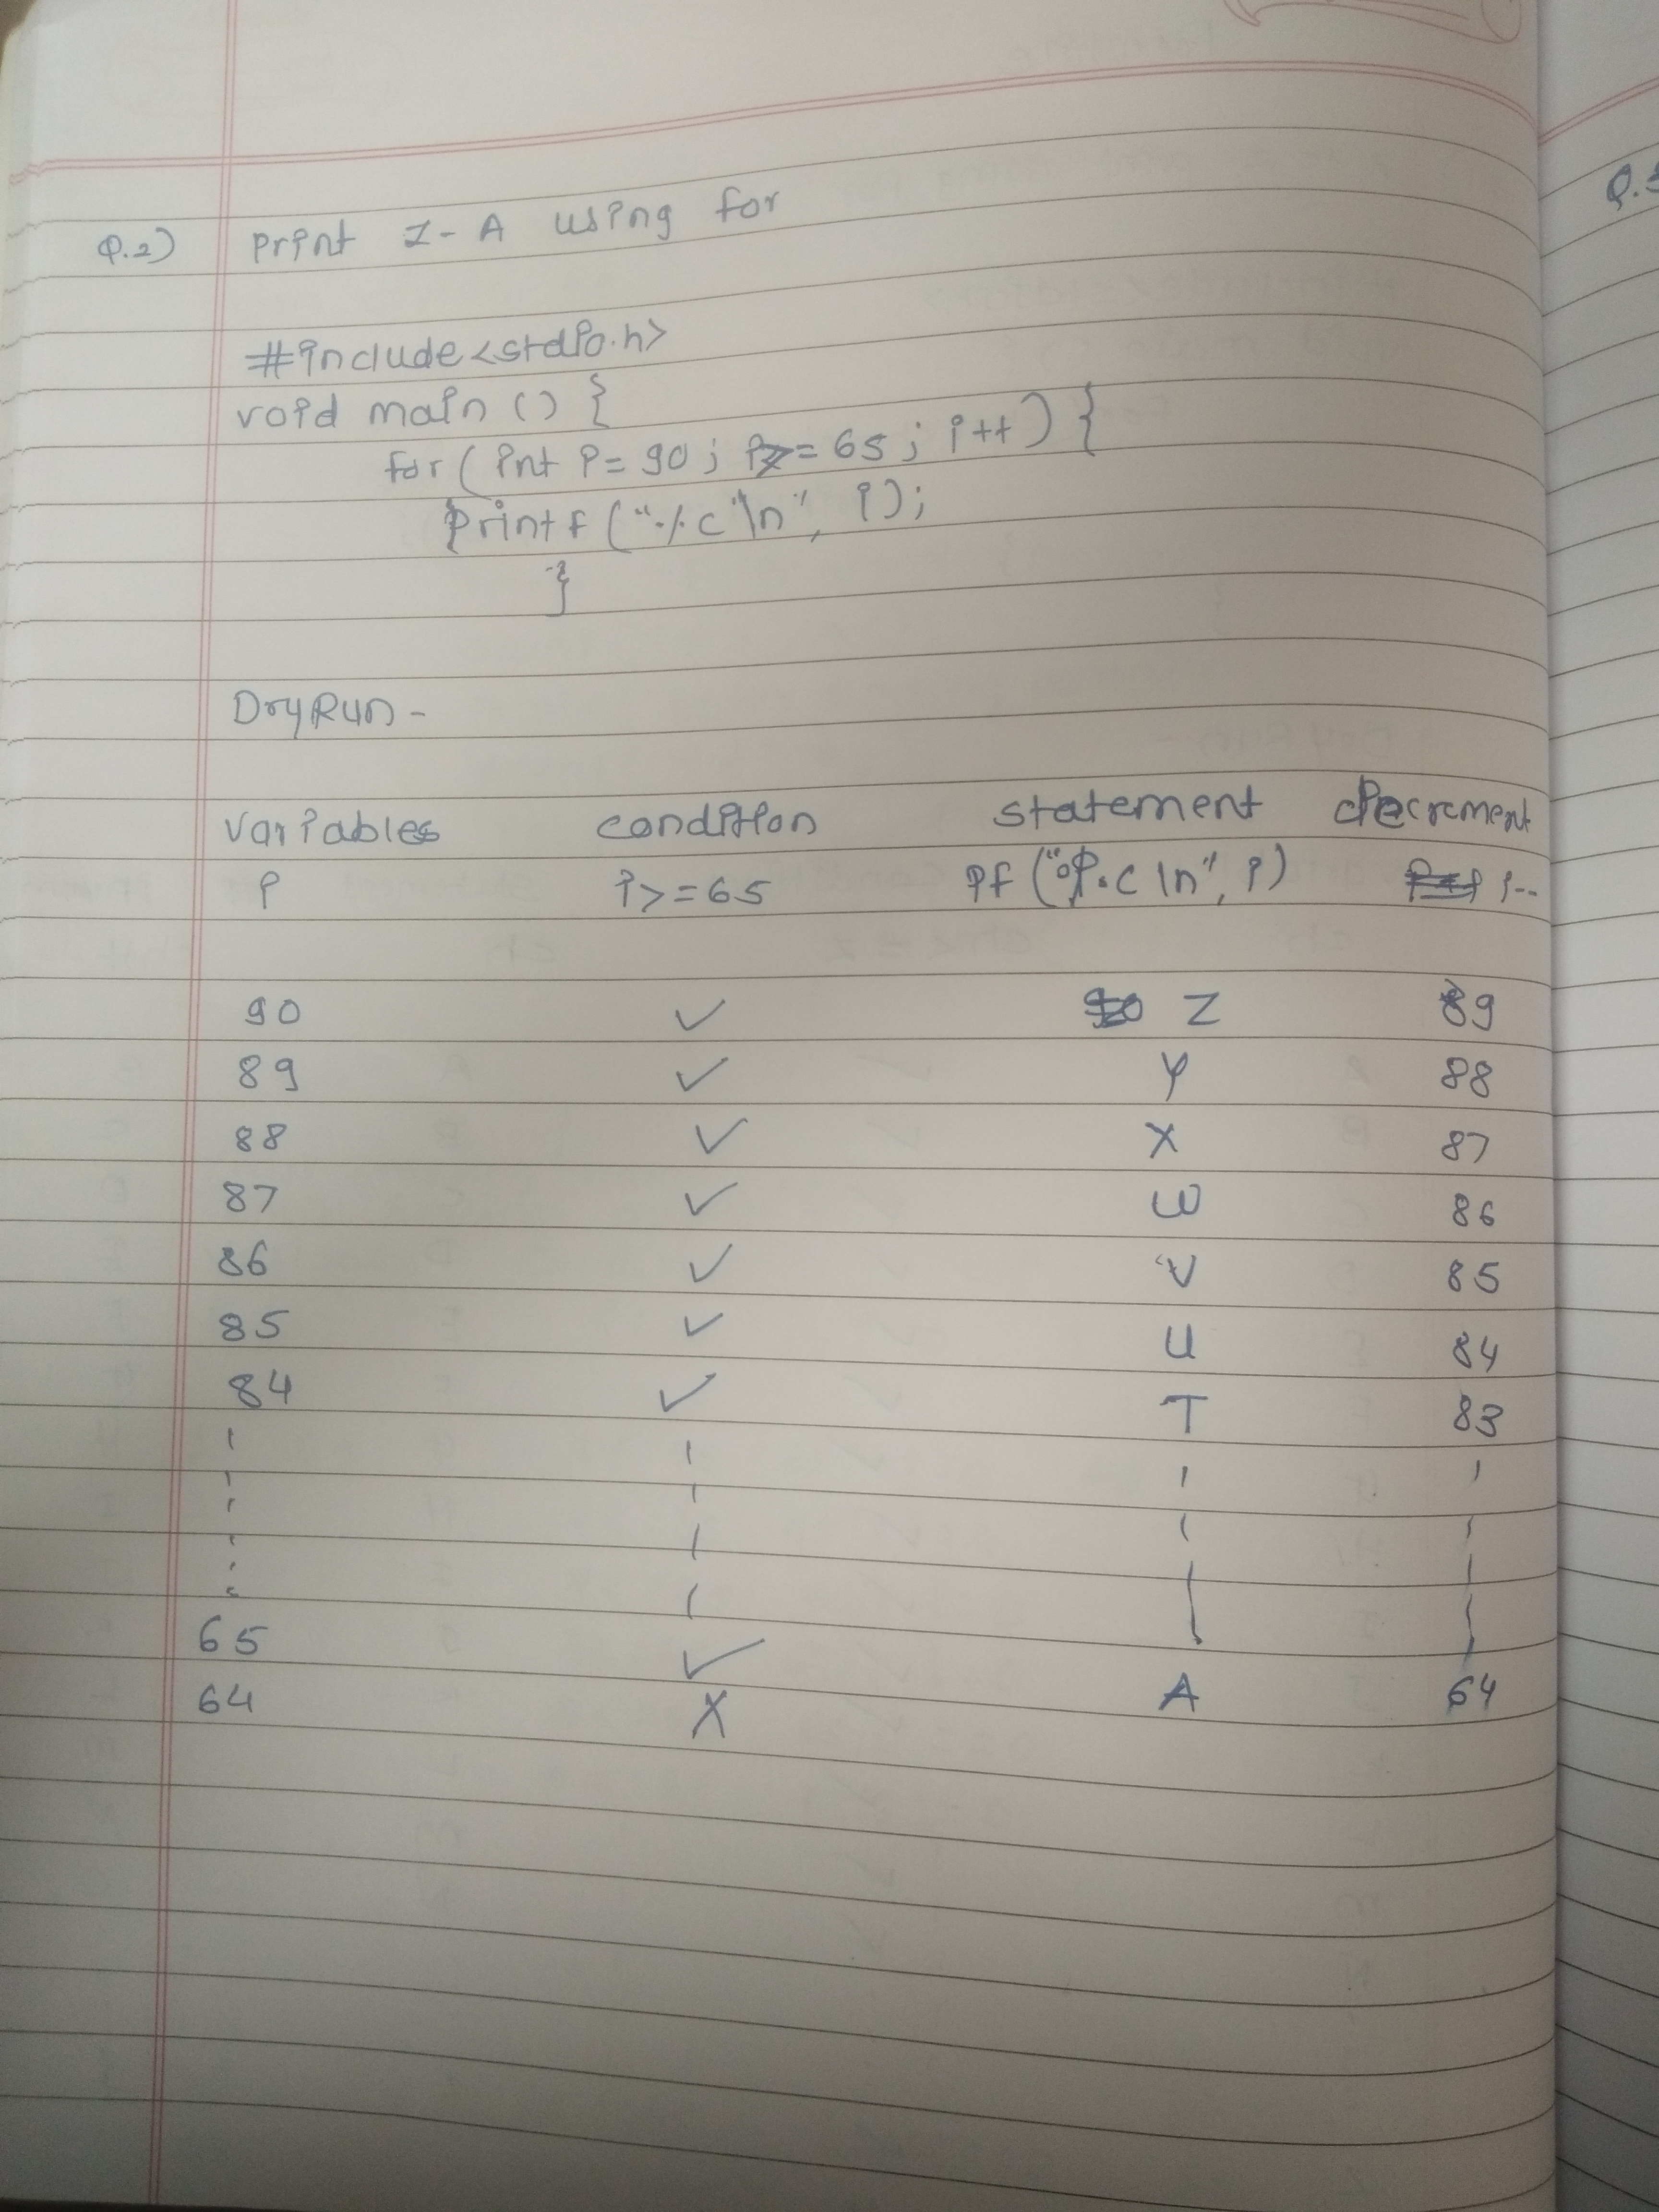 Q.2) Print Z-A using for
#include<stdio.h>
void main () {
for ( int i = 90 ; i>= 65 ; i++ ) {
Printf ("%c \n", i);
}
DryRun -
Variables condition statement decrement
i i>=65 pf ("%c \n", i) i--
90 ✓ Z 89
89 ✓ Y 88
88 ✓ X 87
87 ✓ W 86
86 ✓ V 85
85 ✓ U 84
84 ✓ T 83
65 ✓
64 X A 64